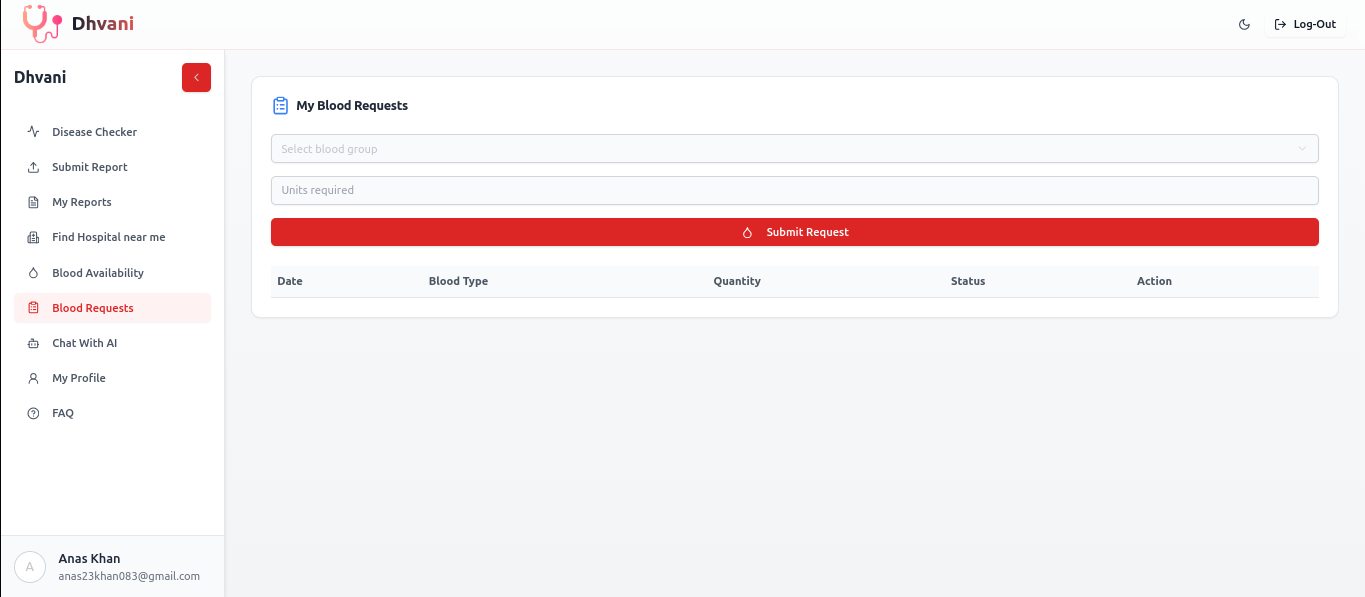 Dhvani
Log-Out
Dhvani
Disease Checker
Submit Report
My Reports
Find Hospital near me
Blood Availability
Blood Requests
Chat With AI
My Profile
FAQ
A
Anas Khan
anas23khan083@gmail.com
My Blood Requests
Select blood group
Units required
Submit Request
Date Blood Type Quantity Status Action